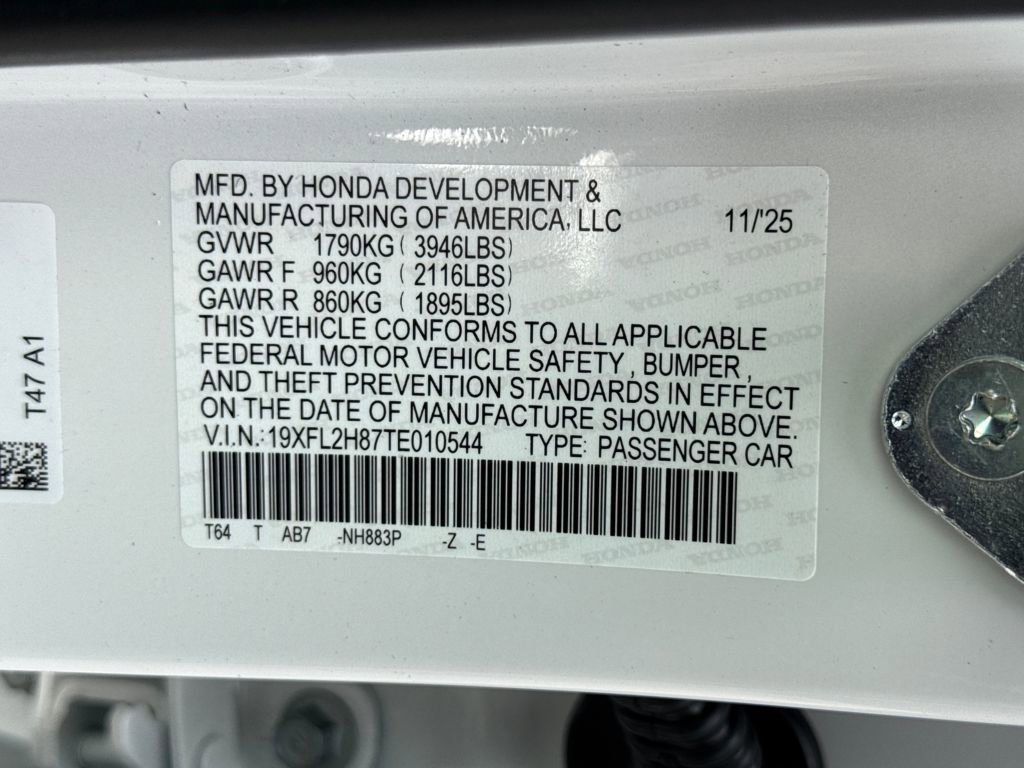 MFD. BY HONDA DEVELOPMENT &
MANUFACTURING OF AMERICA, LLC 11/'25
GVWR 1790KG ( 3946LBS)
GAWR F 960KG ( 2116LBS)
GAWR R 860KG ( 1895LBS)
THIS VEHICLE CONFORMS TO ALL APPLICABLE
FEDERAL MOTOR VEHICLE SAFETY , BUMPER ,
AND THEFT PREVENTION STANDARDS IN EFFECT
ON THE DATE OF MANUFACTURE SHOWN ABOVE.
V.I.N.:19XFL2H87TE010544 TYPE: PASSENGER CAR
T64 T AB7 -NH883P -Z -E
T47 A1